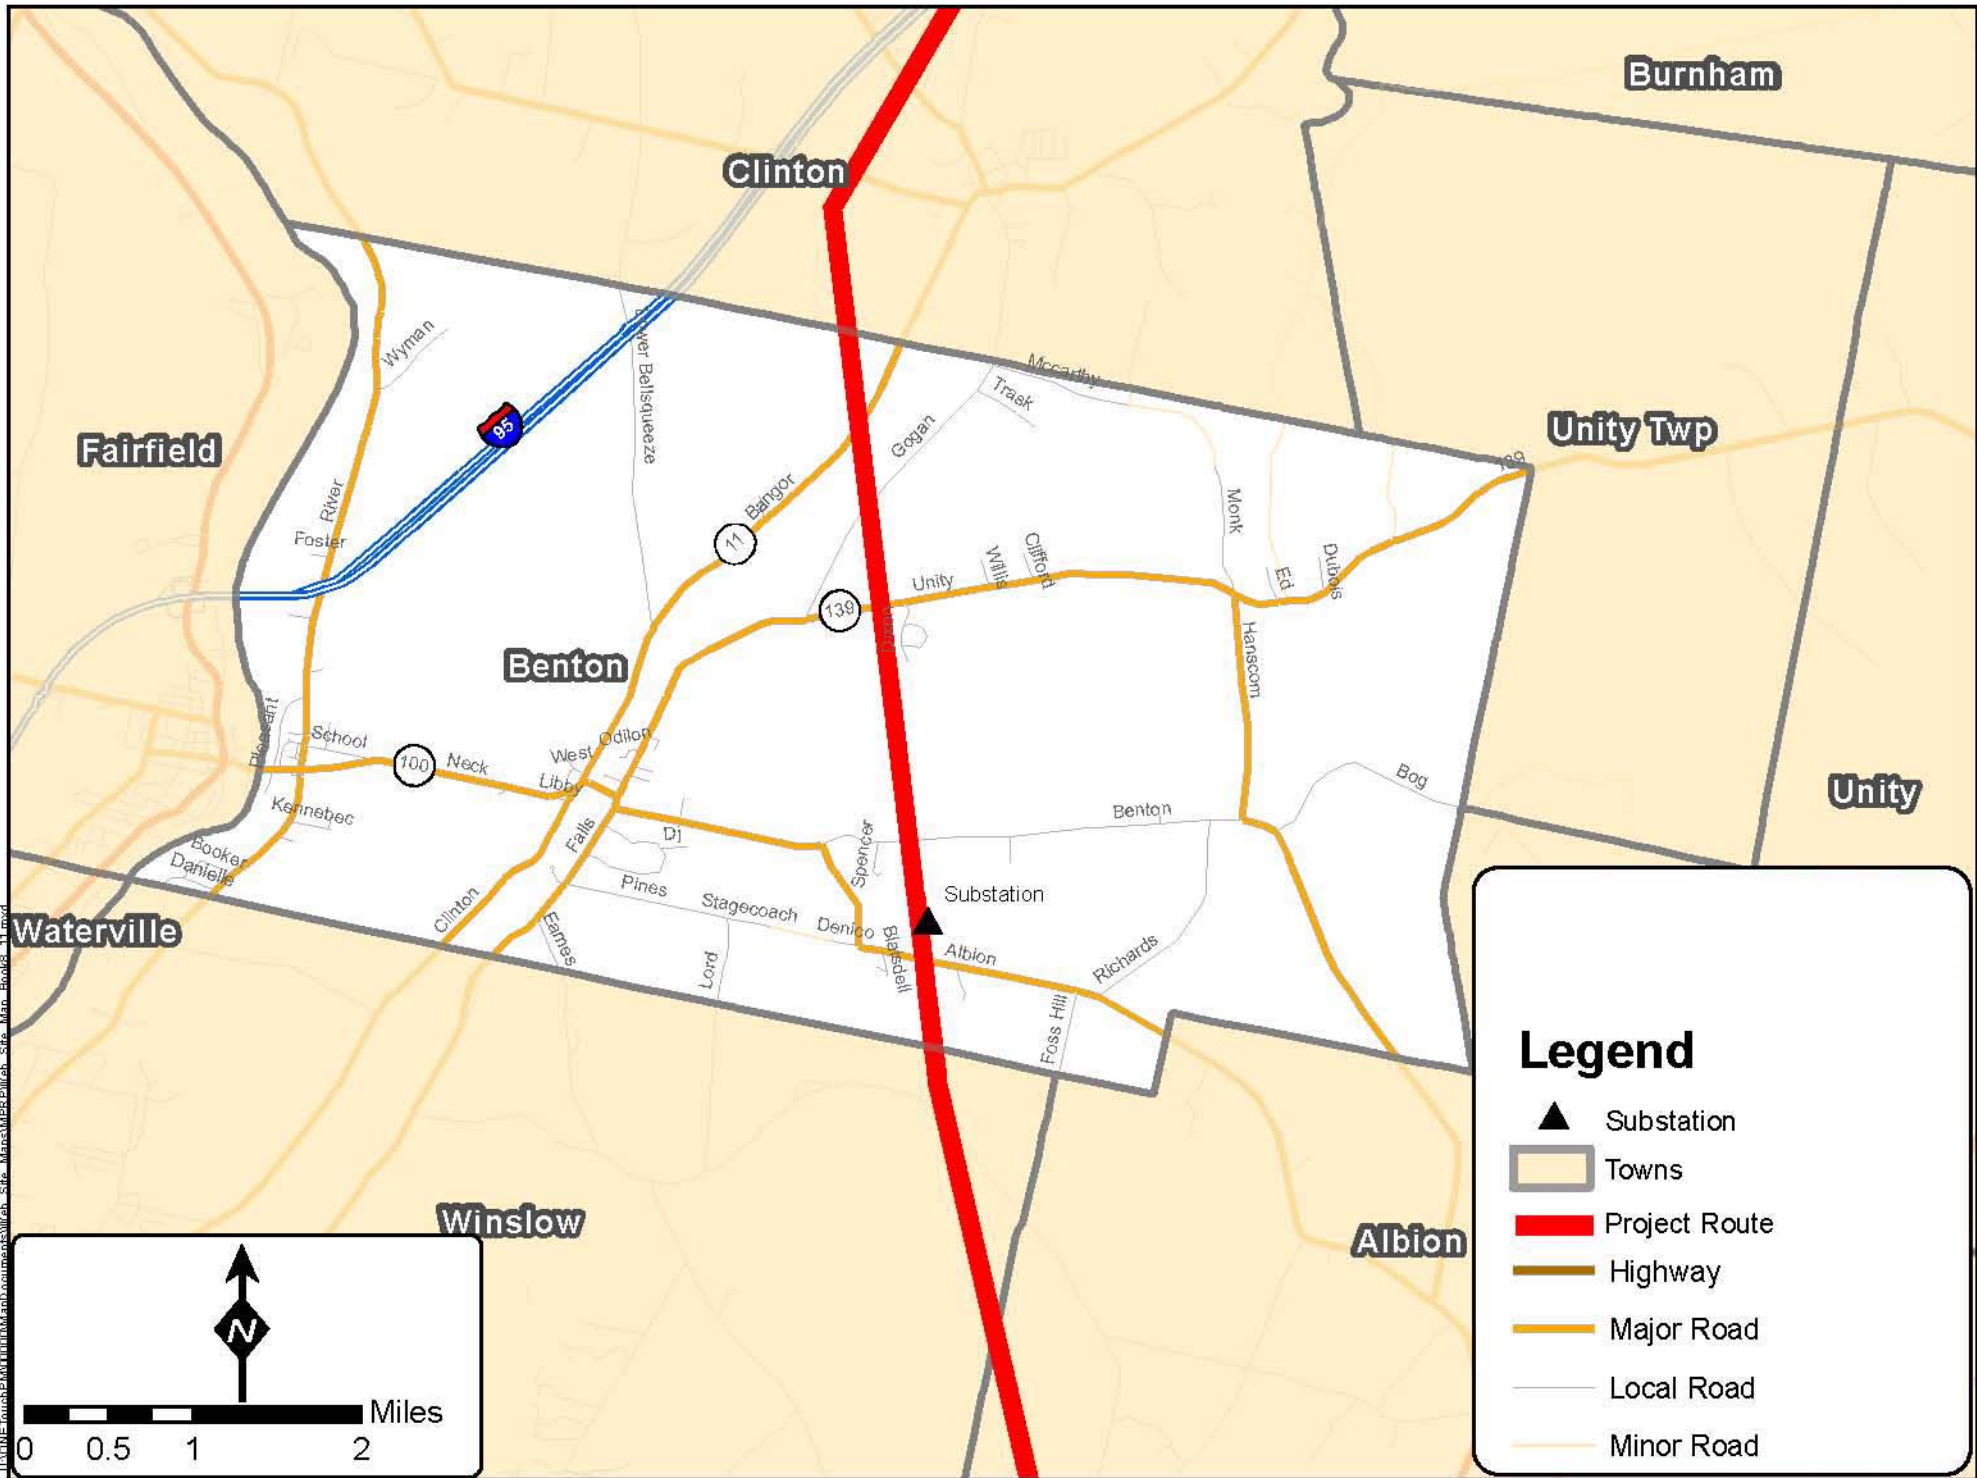 Burnham
Clinton
Fairfield
Unity Twp
Benton
Unity
Waterville
Winslow
Albion
95
11
139
100
139
Wyman
River
Foster
Bangor
Gogan
Mccarthy
Trask
Monk
Willis
Clifford
Unity
Ed
Dubois
Hanscom
Pleasant
School
Neck
West
Odilon
Libby
Kennebec
Booker
Danielle
Falls
Dj
Clinton
Eames
Pines
Stagecoach
Lord
Denico
Spencer
Blaisdell
Substation
Albion
Richards
Foss Hill
Benton
Bog
Legend
Substation
Towns
Project Route
Highway
Major Road
Local Road
Minor Road
N
Miles
0 0.5 1 2